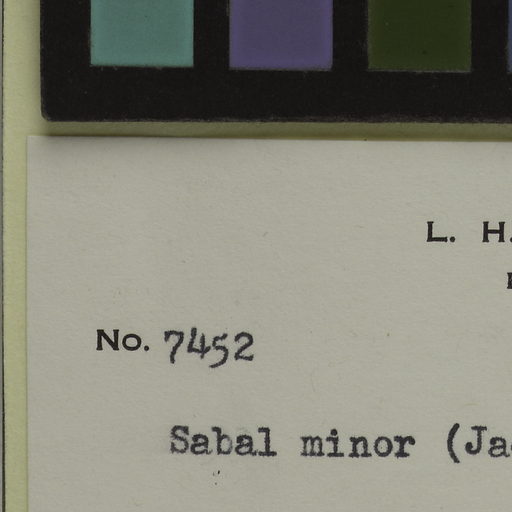 L. H.
No. 7452
Sabal minor (Ja